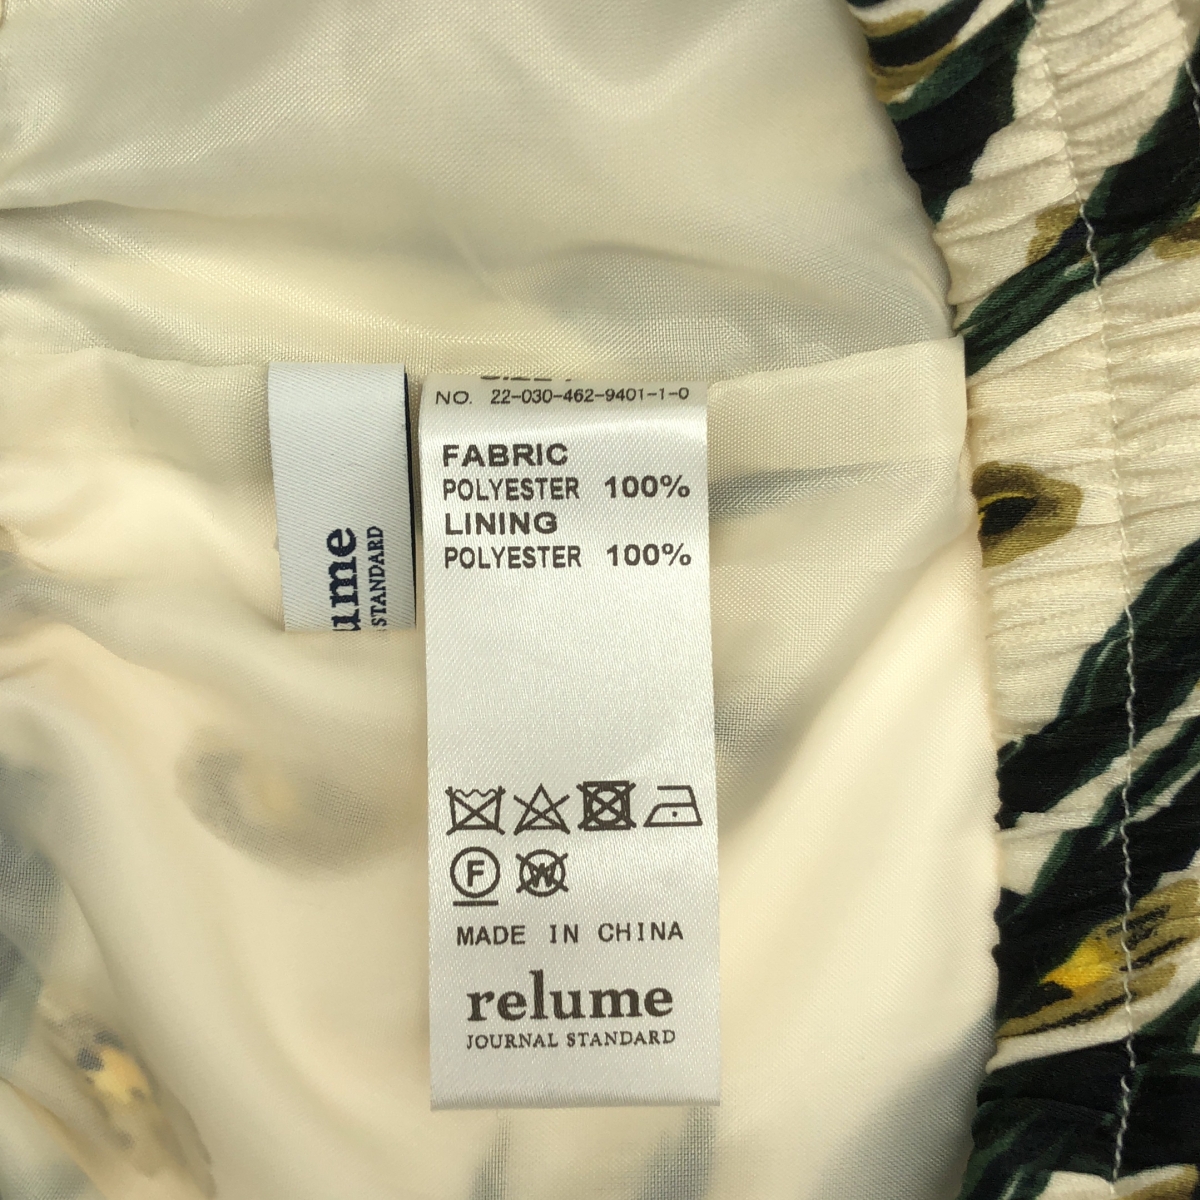 NO. 22-030-462-9401-1-0
FABRIC
POLYESTER 100%
LINING
POLYESTER 100%
F
W
MADE IN CHINA
relume
JOURNAL STANDARD
ume
STANDARD